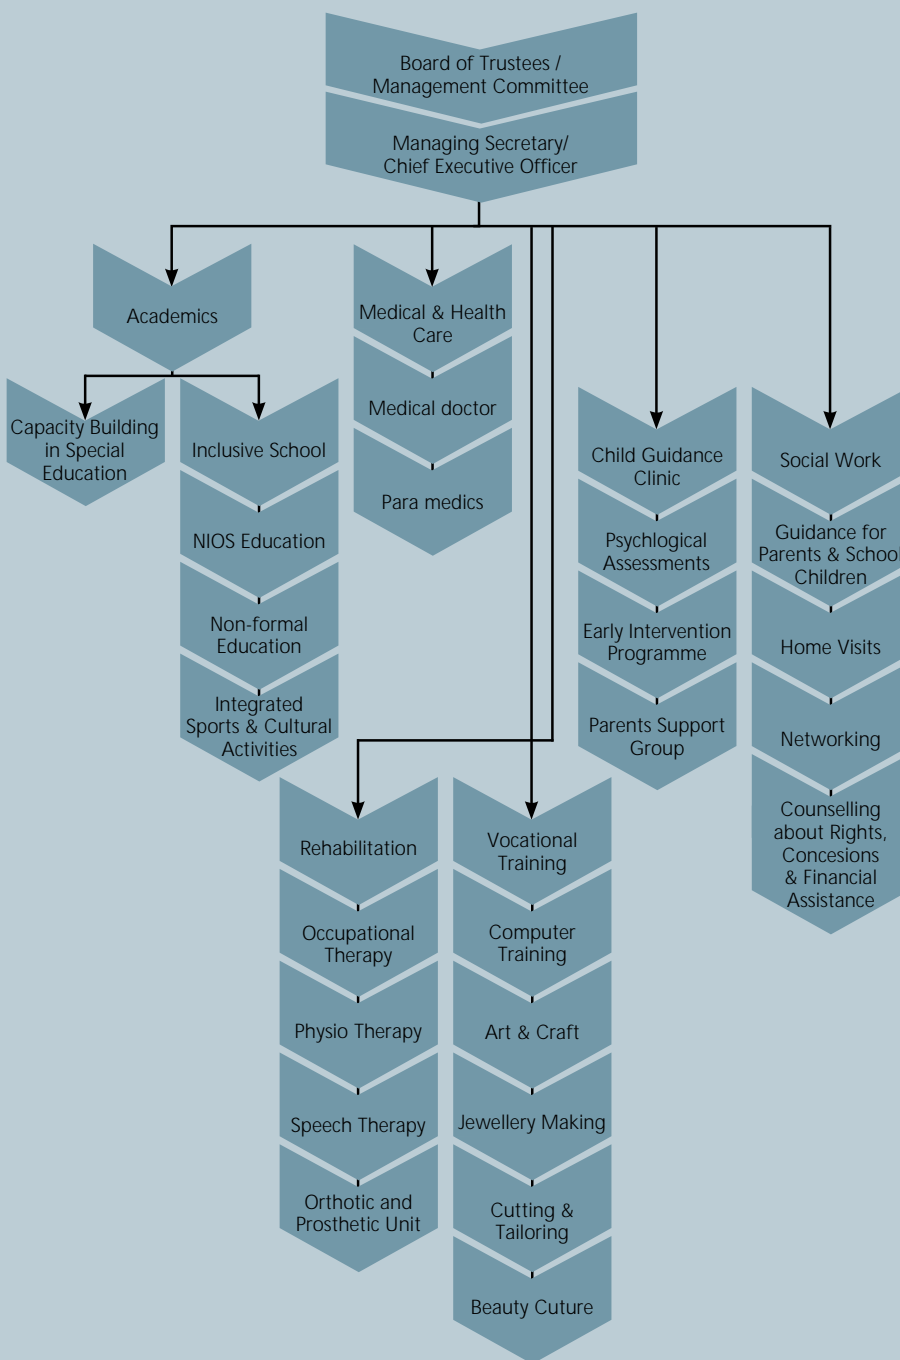 Board of Trustees /
Management Committee
Managing Secretary/
Chief Executive Officer
Academics
Capacity Building
in Special
Education
Inclusive School
NIOS Education
Non-formal
Education
Integrated
Sports & Cultural
Activities
Medical & Health
Care
Medical doctor
Para medics
Rehabilitation
Occupational
Therapy
Physio Therapy
Speech Therapy
Orthotic and
Prosthetic Unit
Vocational
Training
Computer
Training
Art & Craft
Jewellery Making
Cutting &
Tailoring
Beauty Cuture
Child Guidance
Clinic
Psychlogical
Assessments
Early Intervention
Programme
Parents Support
Group
Social Work
Guidance for
Parents & School
Children
Home Visits
Networking
Counselling
about Rights,
Concesions
& Financial
Assistance